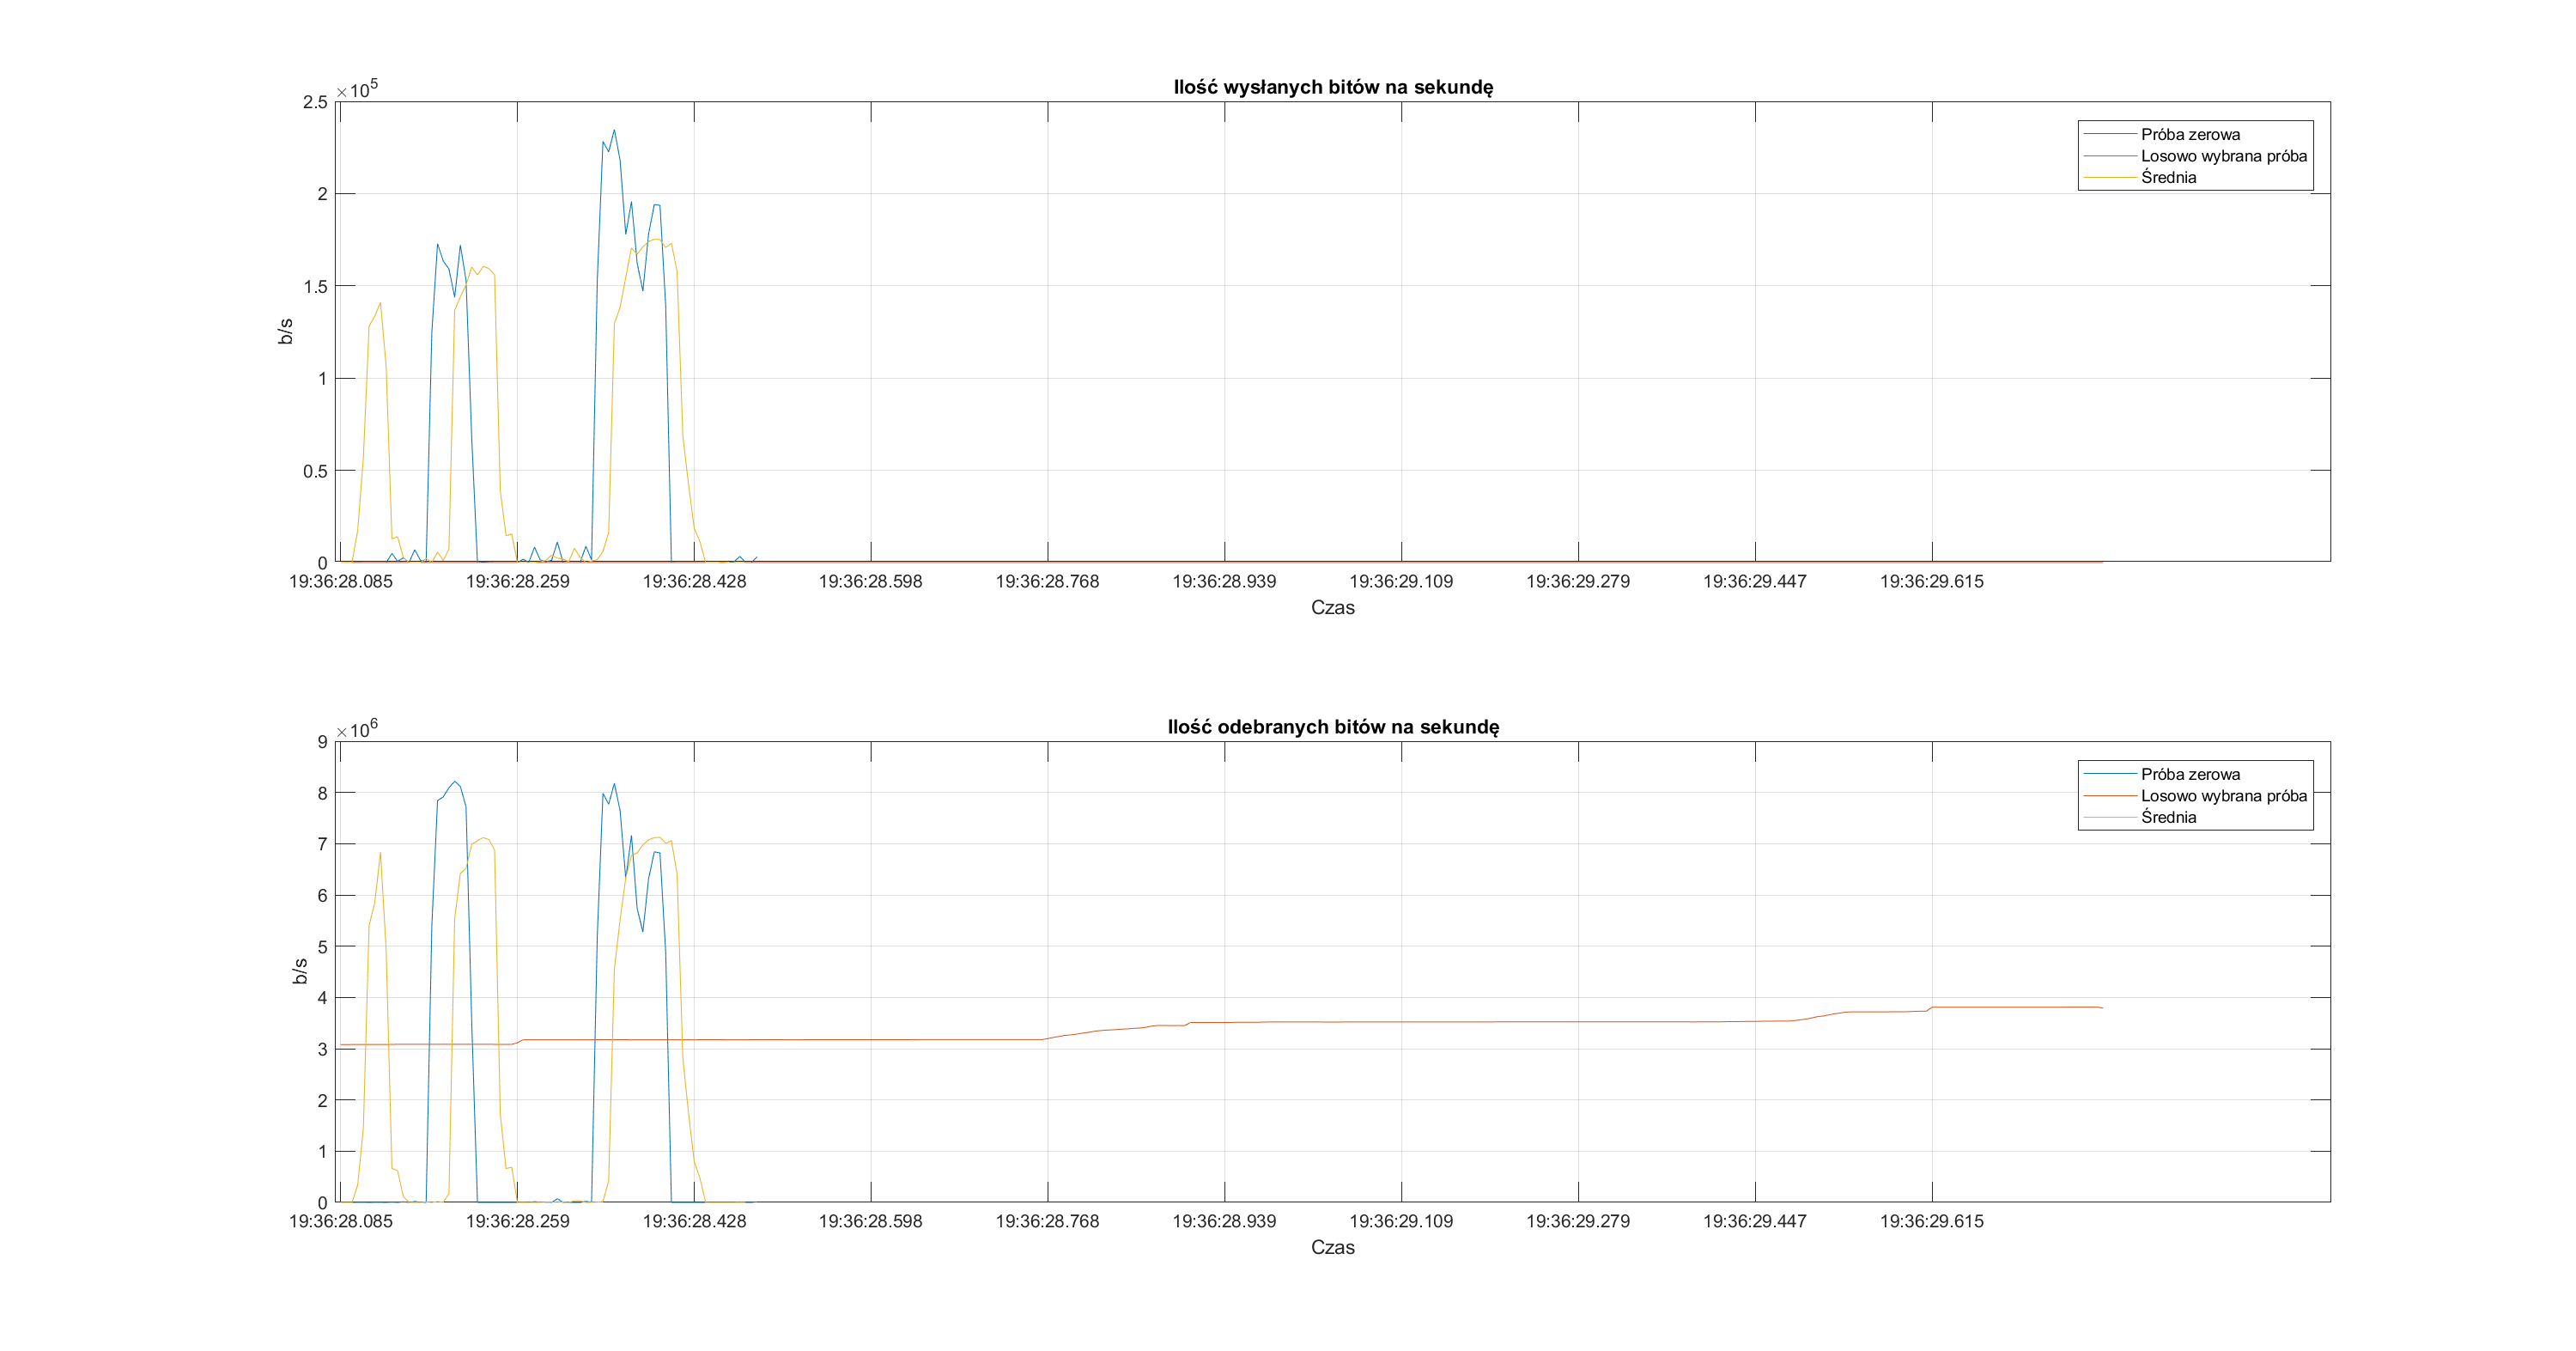 Ilość wysłanych bitów na sekundę
×10^5
2.5
2
1.5
1
0.5
0
b/s
19:36:28.085 19:36:28.259 19:36:28.428 19:36:28.598 19:36:28.768 19:36:28.939 19:36:29.109 19:36:29.279 19:36:29.447 19:36:29.615
Czas
Próba zerowa
Losowo wybrana próba
Średnia
Ilość odebranych bitów na sekundę
×10^6
9
8
7
6
5
4
3
2
1
0
b/s
19:36:28.085 19:36:28.259 19:36:28.428 19:36:28.598 19:36:28.768 19:36:28.939 19:36:29.109 19:36:29.279 19:36:29.447 19:36:29.615
Czas
Próba zerowa
Losowo wybrana próba
Średnia